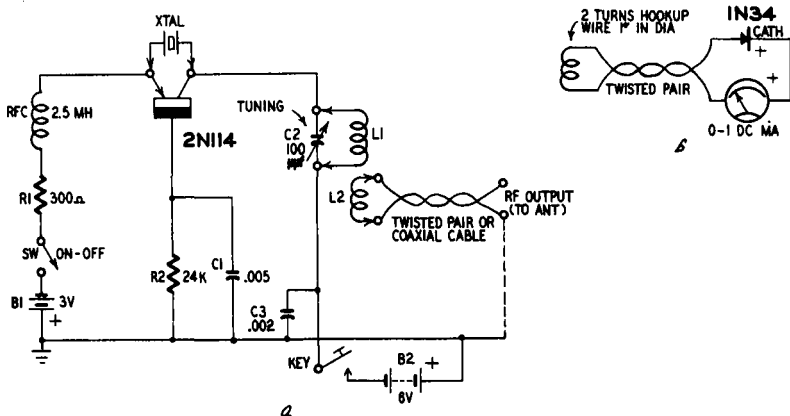 XTAL
RFC
2.5 MH
2N114
TUNING
C2
100
L1
R1
300Ω
L2
RF OUTPUT
(TO ANT)
TWISTED PAIR OR
COAXIAL CABLE
SW
ON-OFF
B1
3V
+
R2
24K
C1
.005
C3
.002
KEY
B2
+
6V
a
2 TURNS HOOKUP
WIRE 1" IN DIA
1N34
CATH
+
TWISTED PAIR
+
0-1 DC MA
b